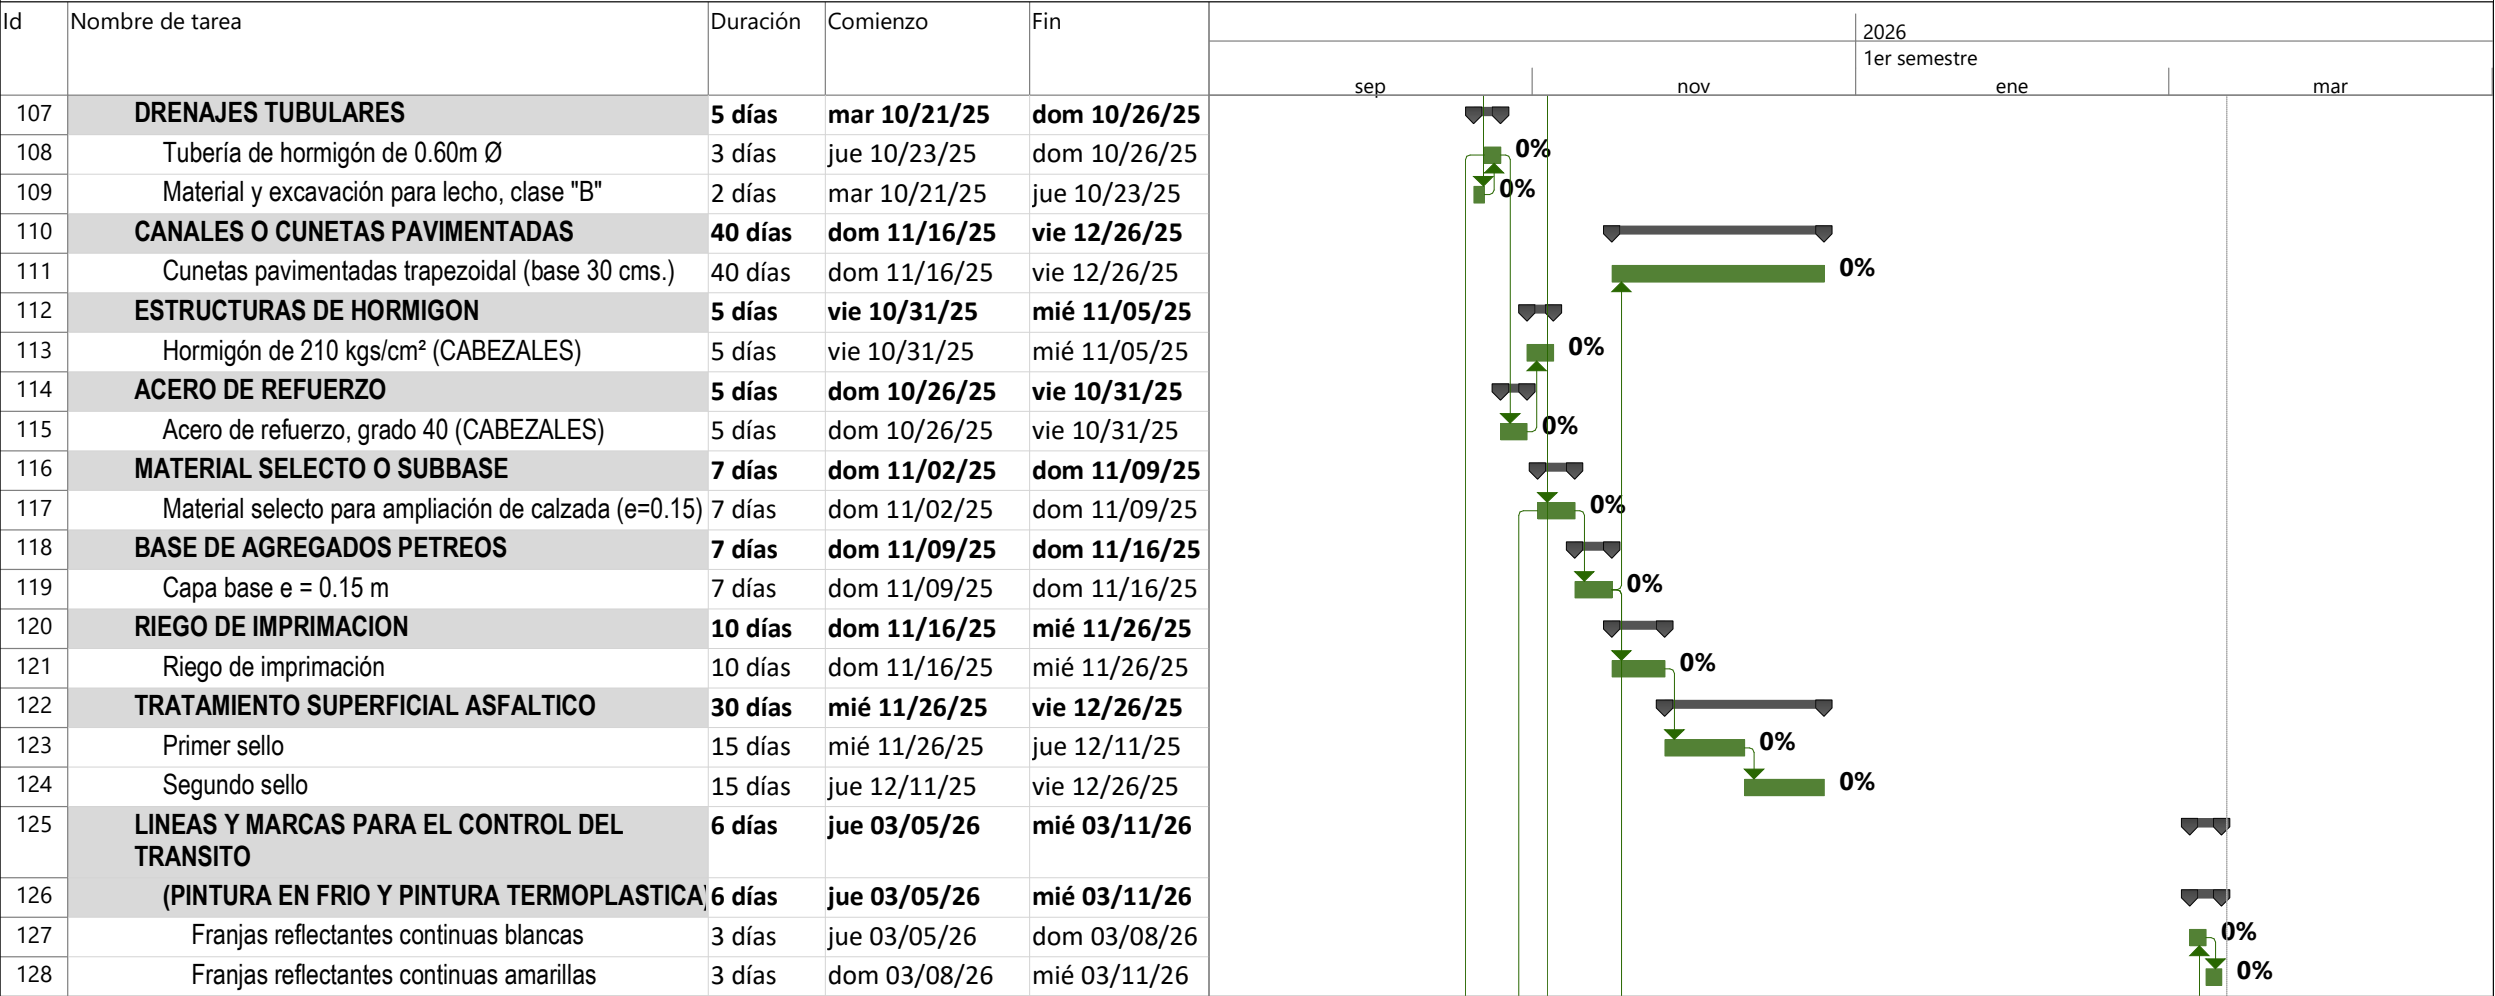 Id Nombre de tarea Duración Comienzo Fin
2026
1er semestre
sep nov ene mar
107 DRENAJES TUBULARES 5 días mar 10/21/25 dom 10/26/25
108 Tubería de hormigón de 0.60m Ø 3 días jue 10/23/25 dom 10/26/25 0%
109 Material y excavación para lecho, clase "B" 2 días mar 10/21/25 jue 10/23/25 0%
110 CANALES O CUNETAS PAVIMENTADAS 40 días dom 11/16/25 vie 12/26/25
111 Cunetas pavimentadas trapezoidal (base 30 cms.) 40 días dom 11/16/25 vie 12/26/25 0%
112 ESTRUCTURAS DE HORMIGON 5 días vie 10/31/25 mié 11/05/25
113 Hormigón de 210 kgs/cm² (CABEZALES) 5 días vie 10/31/25 mié 11/05/25 0%
114 ACERO DE REFUERZO 5 días dom 10/26/25 vie 10/31/25
115 Acero de refuerzo, grado 40 (CABEZALES) 5 días dom 10/26/25 vie 10/31/25 0%
116 MATERIAL SELECTO O SUBBASE 7 días dom 11/02/25 dom 11/09/25
117 Material selecto para ampliación de calzada (e=0.15) 7 días dom 11/02/25 dom 11/09/25 0%
118 BASE DE AGREGADOS PETREOS 7 días dom 11/09/25 dom 11/16/25
119 Capa base e = 0.15 m 7 días dom 11/09/25 dom 11/16/25 0%
120 RIEGO DE IMPRIMACION 10 días dom 11/16/25 mié 11/26/25
121 Riego de imprimación 10 días dom 11/16/25 mié 11/26/25 0%
122 TRATAMIENTO SUPERFICIAL ASFALTICO 30 días mié 11/26/25 vie 12/26/25
123 Primer sello 15 días mié 11/26/25 jue 12/11/25 0%
124 Segundo sello 15 días jue 12/11/25 vie 12/26/25 0%
125 LINEAS Y MARCAS PARA EL CONTROL DEL 6 días jue 03/05/26 mié 03/11/26
TRANSITO
126 (PINTURA EN FRIO Y PINTURA TERMOPLASTICA) 6 días jue 03/05/26 mié 03/11/26
127 Franjas reflectantes continuas blancas 3 días jue 03/05/26 dom 03/08/26 0%
128 Franjas reflectantes continuas amarillas 3 días dom 03/08/26 mié 03/11/26 0%